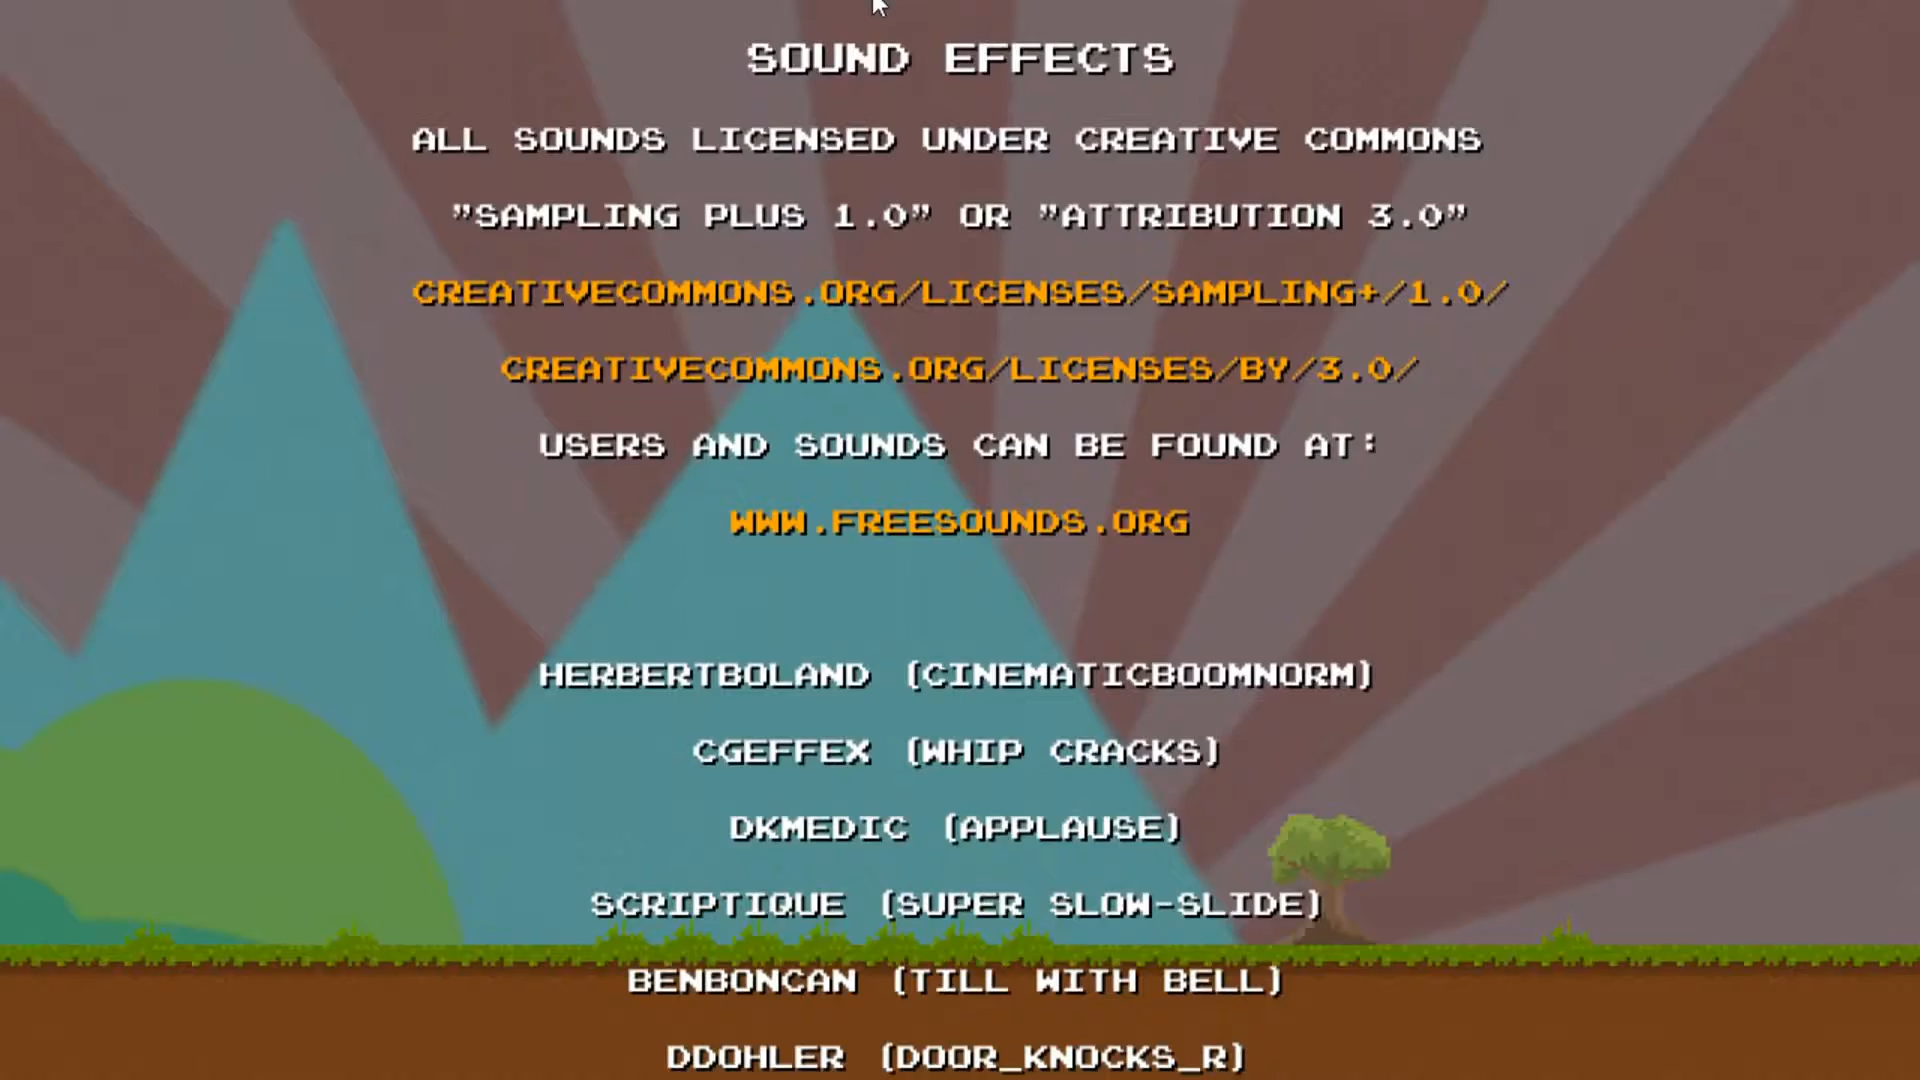 SOUND EFFECTS
ALL SOUNDS LICENSED UNDER CREATIVE COMMONS
"SAMPLING PLUS 1.0" OR "ATTRIBUTION 3.0"
CREATIVECOMMONS.ORG/LICENSES/SAMPLING+/1.0/
CREATIVECOMMONS.ORG/LICENSES/BY/3.0/
USERS AND SOUNDS CAN BE FOUND AT:
WWW.FREESOUNDS.ORG
HERBERTBOLAND (CINEMATICBOOMNORM)
CGEFFEX (WHIP CRACKS)
DKMEDIC (APPLAUSE)
SCRIPTIQUE (SUPER SLOW-SLIDE)
BENBONCAN (TILL WITH BELL)
DDOHLER (DOOR_KNOCKS_R)